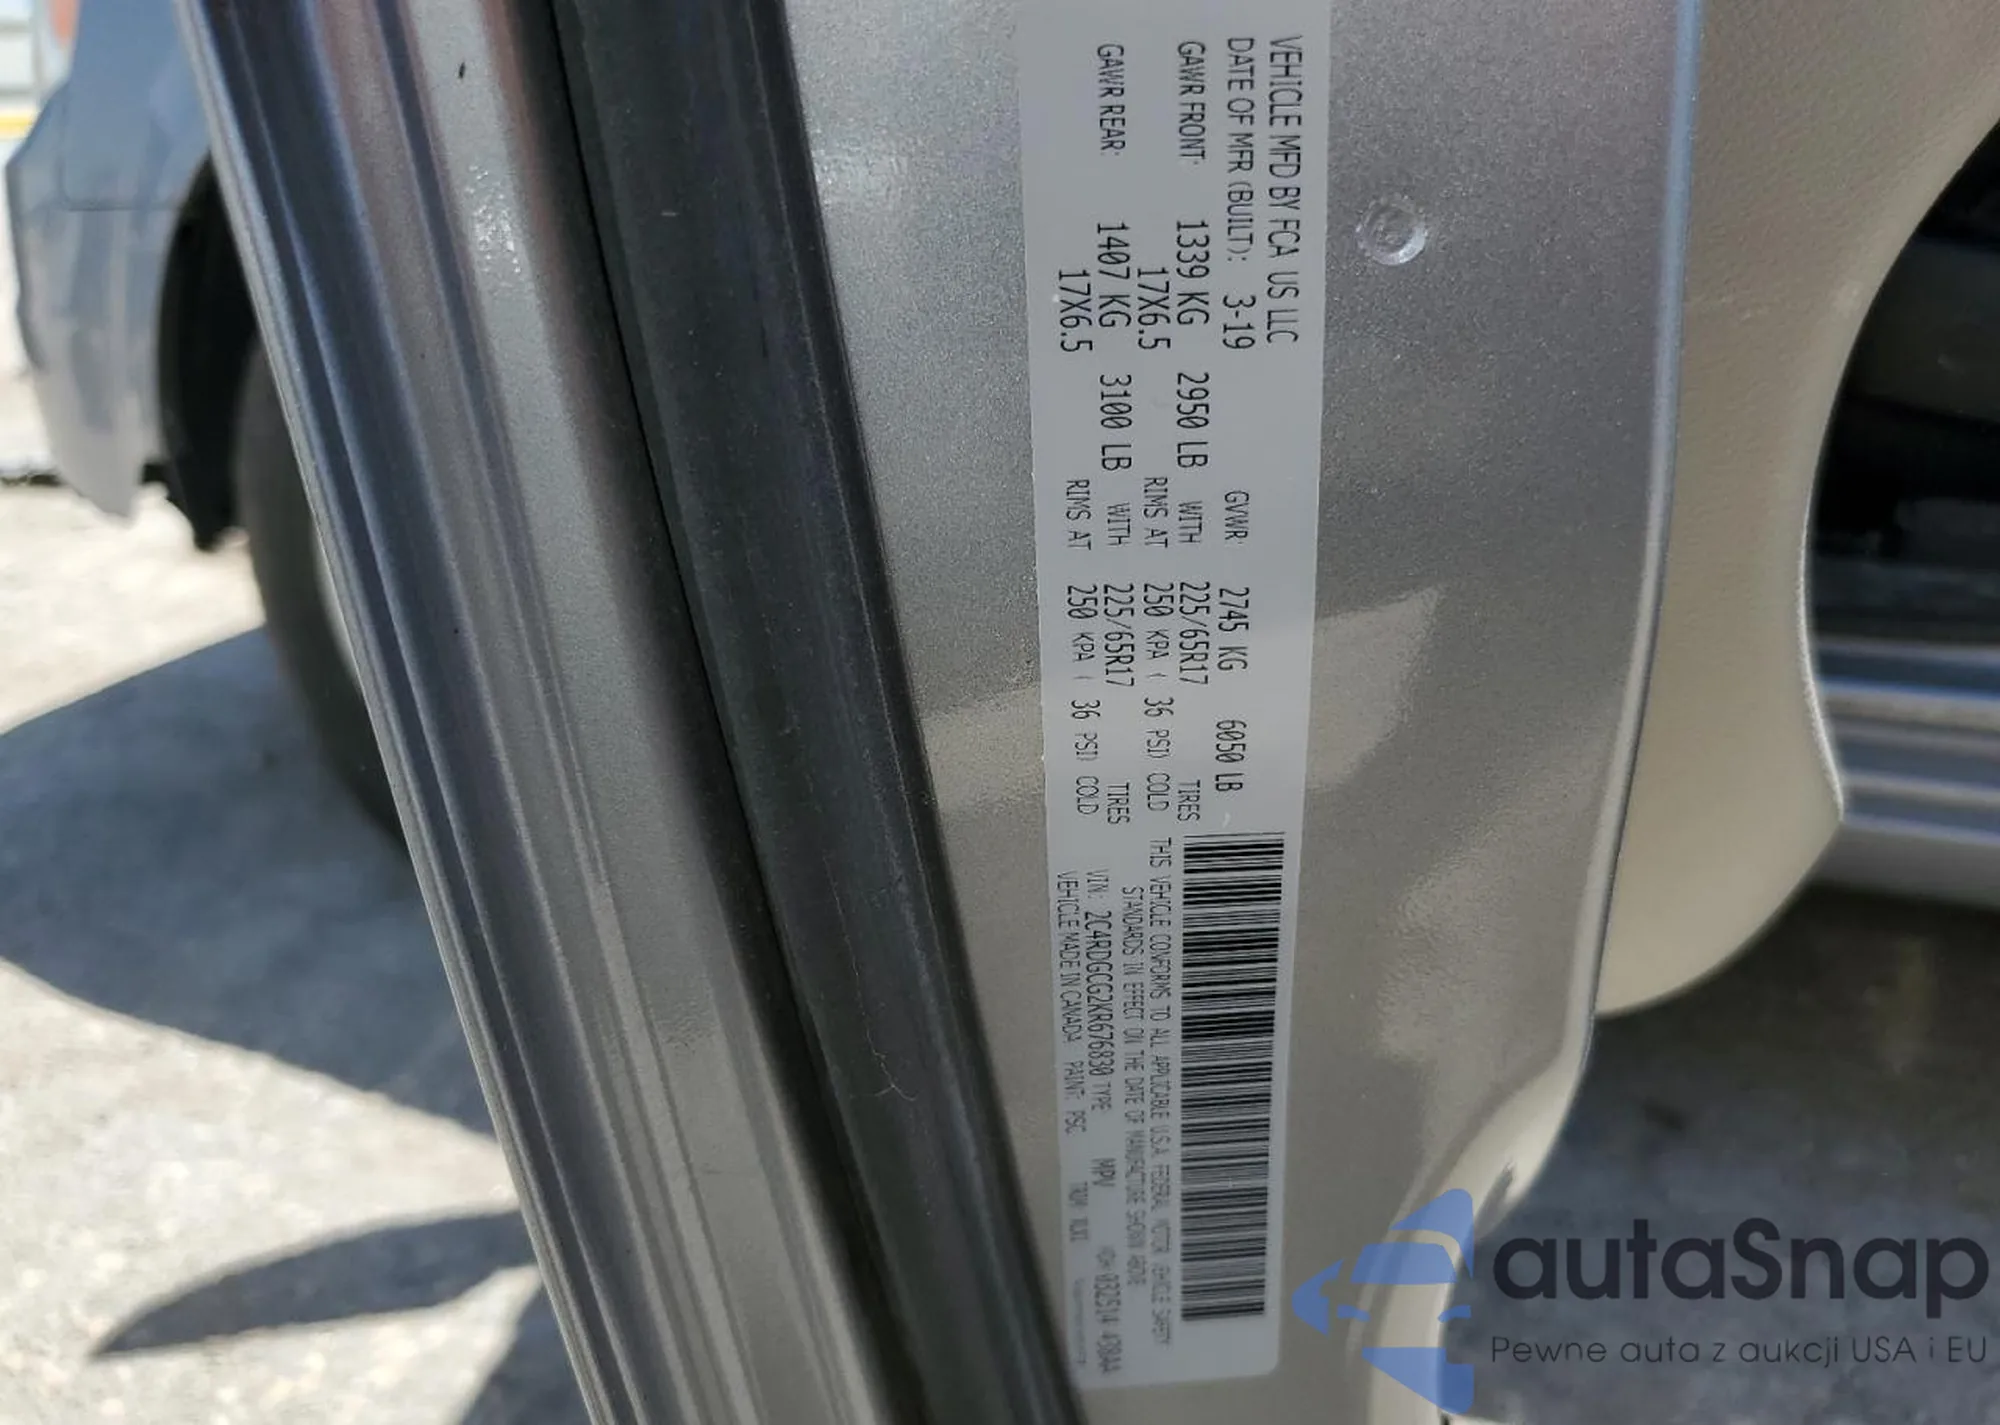 VEHICLE MFD BY FCA US LLC
DATE OF MFR (BUILT): 3-19 GVWR: 2745 KG 6050 LB
GAWR FRONT: 1339 KG 2950 LB WITH 225/65R17 TIRES
17X6.5 RIMS AT 250 KPA ( 36 PSI) COLD
GAWR REAR: 1407 KG 3100 LB WITH 225/65R17 TIRES
17X6.5 RIMS AT 250 KPA ( 36 PSI) COLD
THIS VEHICLE CONFORMS TO ALL APPLICABLE U.S.A. FEDERAL MOTOR VEHICLE SAFETY
STANDARDS IN EFFECT ON THE DATE OF MANUFACTURE SHOWN ABOVE
VIN: 2C4RDGCG2KR676830 TYPE: MPV
VEHICLE MADE IN CANADA PAINT: PSC TRIM:
autaSnap
Pewne auta z aukcji USA i EU